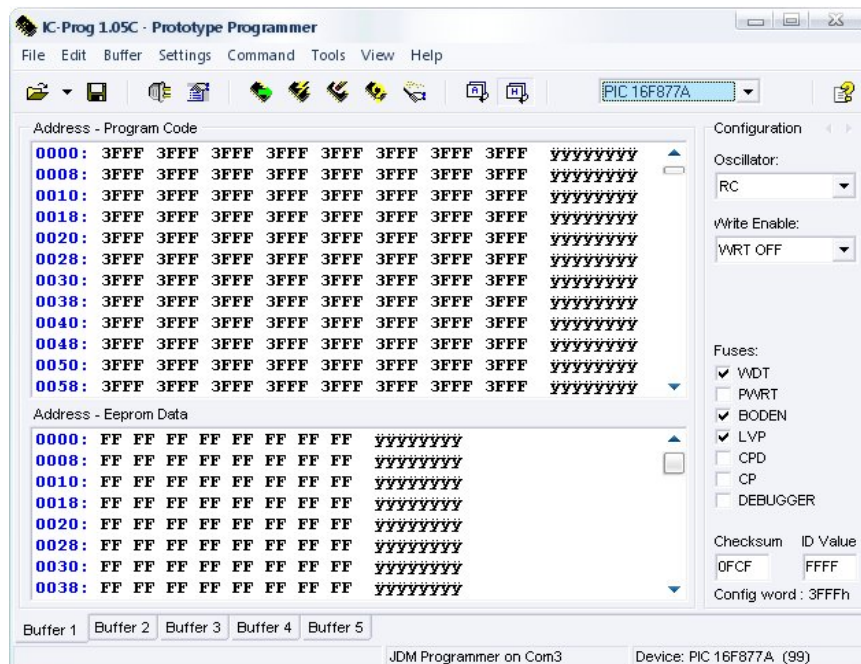 IC-Prog 1.05C - Prototype Programmer
File Edit Buffer Settings Command Tools View Help
PIC 16F877A
Address - Program Code
0000: 3FFF 3FFF 3FFF 3FFF 3FFF 3FFF 3FFF 3FFF ÿÿÿÿÿÿÿÿ
0008: 3FFF 3FFF 3FFF 3FFF 3FFF 3FFF 3FFF 3FFF ÿÿÿÿÿÿÿÿ
0010: 3FFF 3FFF 3FFF 3FFF 3FFF 3FFF 3FFF 3FFF ÿÿÿÿÿÿÿÿ
0018: 3FFF 3FFF 3FFF 3FFF 3FFF 3FFF 3FFF 3FFF ÿÿÿÿÿÿÿÿ
0020: 3FFF 3FFF 3FFF 3FFF 3FFF 3FFF 3FFF 3FFF ÿÿÿÿÿÿÿÿ
0028: 3FFF 3FFF 3FFF 3FFF 3FFF 3FFF 3FFF 3FFF ÿÿÿÿÿÿÿÿ
0030: 3FFF 3FFF 3FFF 3FFF 3FFF 3FFF 3FFF 3FFF ÿÿÿÿÿÿÿÿ
0038: 3FFF 3FFF 3FFF 3FFF 3FFF 3FFF 3FFF 3FFF ÿÿÿÿÿÿÿÿ
0040: 3FFF 3FFF 3FFF 3FFF 3FFF 3FFF 3FFF 3FFF ÿÿÿÿÿÿÿÿ
0048: 3FFF 3FFF 3FFF 3FFF 3FFF 3FFF 3FFF 3FFF ÿÿÿÿÿÿÿÿ
0050: 3FFF 3FFF 3FFF 3FFF 3FFF 3FFF 3FFF 3FFF ÿÿÿÿÿÿÿÿ
0058: 3FFF 3FFF 3FFF 3FFF 3FFF 3FFF 3FFF 3FFF ÿÿÿÿÿÿÿÿ
Address - Eeprom Data
0000: FF FF FF FF FF FF FF FF ÿÿÿÿÿÿÿÿ
0008: FF FF FF FF FF FF FF FF ÿÿÿÿÿÿÿÿ
0010: FF FF FF FF FF FF FF FF ÿÿÿÿÿÿÿÿ
0018: FF FF FF FF FF FF FF FF ÿÿÿÿÿÿÿÿ
0020: FF FF FF FF FF FF FF FF ÿÿÿÿÿÿÿÿ
0028: FF FF FF FF FF FF FF FF ÿÿÿÿÿÿÿÿ
0030: FF FF FF FF FF FF FF FF ÿÿÿÿÿÿÿÿ
0038: FF FF FF FF FF FF FF FF ÿÿÿÿÿÿÿÿ
Configuration
Oscillator:
RC
Write Enable:
WRT OFF
Fuses:
WDT
PWRT
BODEN
LVP
CPD
CP
DEBUGGER
Checksum ID Value
0FCF FFFF
Config word : 3FFFh
Buffer 1 Buffer 2 Buffer 3 Buffer 4 Buffer 5
JDM Programmer on Com3 Device: PIC 16F877A (99)